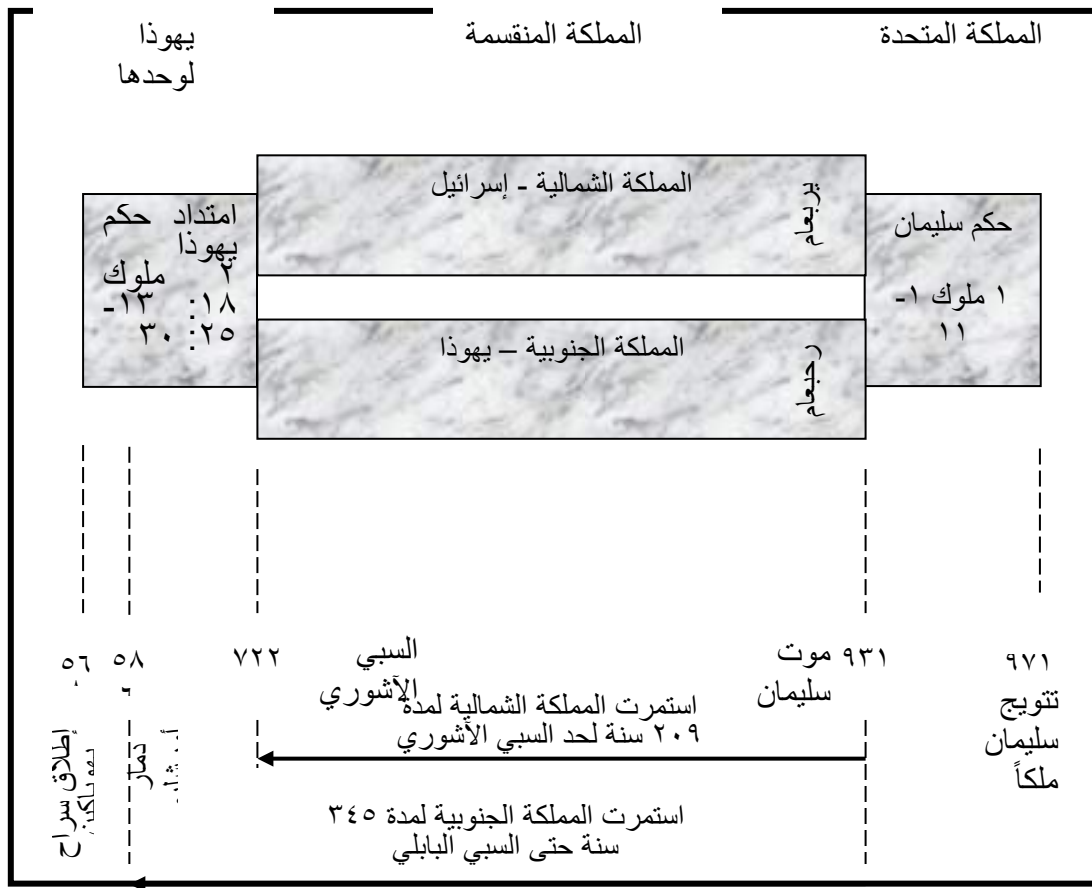 المملكة المتحدة
المملكة المنقسمة
يهوذا
لوحدها
حكم سليمان
١ ملوك ١-
١١
المملكة الشمالية - إسرائيل
يربعام
المملكة الجنوبية – يهوذا
رحبعام
امتداد حكم
يهوذا
٢ ملوك
١٨: ١٣-
٢٥: ٣٠
٩٧١
تتويج
سليمان
ملكاً
٩٣١ موت
سليمان
السبي
الآشوري
٧٢٢
٥٨
دمار
٥٦
إطلاق سراح
استمرت المملكة الشمالية لمدة
٢٠٩ سنة لحد السبي الآشوري
استمرت المملكة الجنوبية لمدة ٣٤٥
سنة حتى السبي البابلي